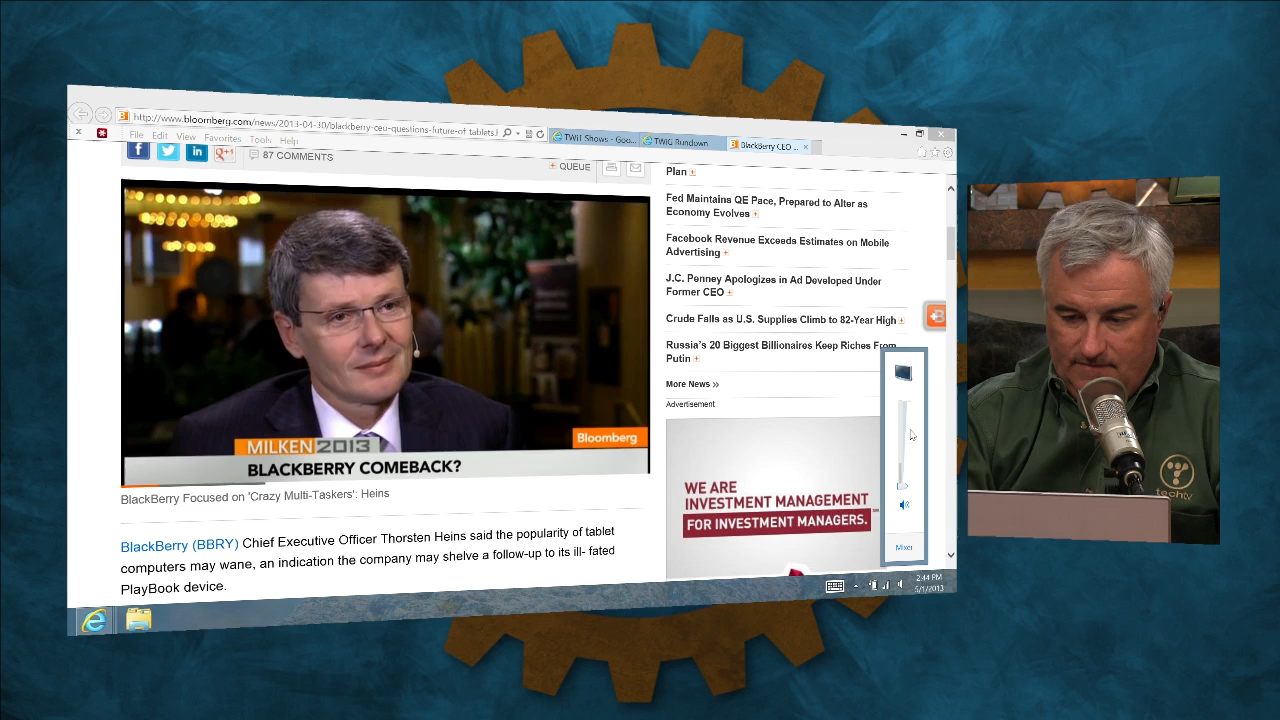 http://www.bloomberg.com/news/2013-04-30/blackberry-ceo-questions-future-of tablets.h
TWiT Shows - Goo...
TWIG Rundown
BlackBerry CEO ...
x
File Edit View Favorites Tools Help
87 COMMENTS
QUEUE
f
in
g+1
Plan
Fed Maintains QE Pace, Prepared to Alter as
Economy Evolves
Facebook Revenue Exceeds Estimates on Mobile
Advertising
J.C. Penney Apologizes in Ad Developed Under
Former CEO
Crude Falls as U.S. Supplies Climb to 82-Year High
Russia's 20 Biggest Billionaires Keep Riches From
Putin
More News »
Advertisement
WE ARE
INVESTMENT MANAGEMENT
FOR INVESTMENT MANAGERS.
Mixer
MILKEN 2013
Bloomberg
BLACKBERRY COMEBACK?
BlackBerry Focused on 'Crazy Multi-Taskers': Heins
BlackBerry (BBRY) Chief Executive Officer Thorsten Heins said the popularity of tablet
computers may wane, an indication the company may shelve a follow-up to its ill- fated
PlayBook device.
2:44 PM
5/1/2013
techtv